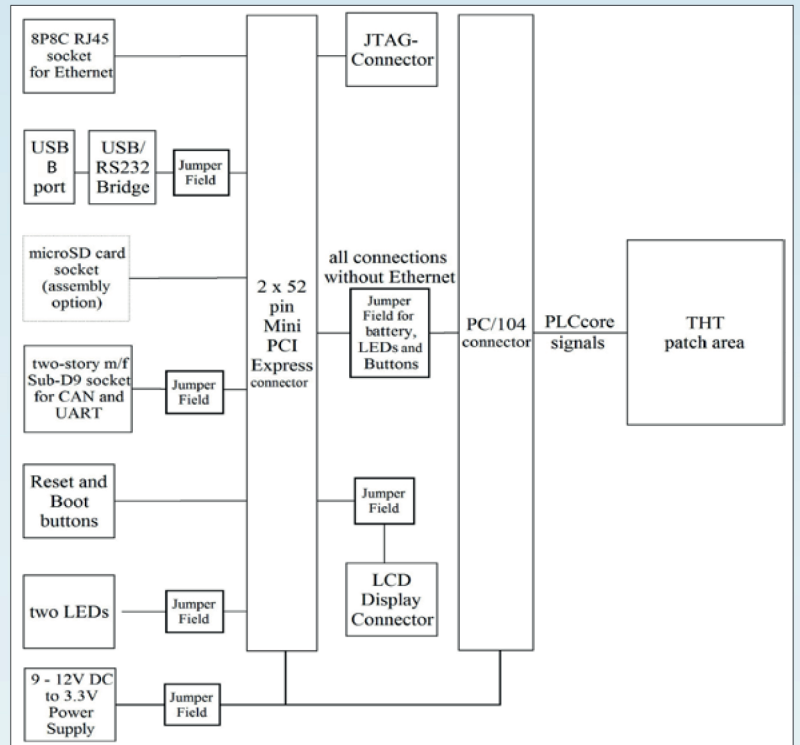 8P8C RJ45
socket
for Ethernet
JTAG-
Connector
USB
B
port
USB/
RS232
Bridge
Jumper
Field
microSD card
socket
(assembly
option)
all connections
without Ethernet
2 x 52
pin
Mini
PCI
Express
connector
Jumper
Field for
battery,
LEDs and
Buttons
PC/104
connector
PLCcore
signals
THT
patch area
two-story m/f
Sub-D9 socket
for CAN and
UART
Jumper
Field
Reset and
Boot
buttons
Jumper
Field
LCD
Display
Connector
two LEDs
Jumper
Field
9 - 12V DC
to 3.3V
Power
Supply
Jumper
Field